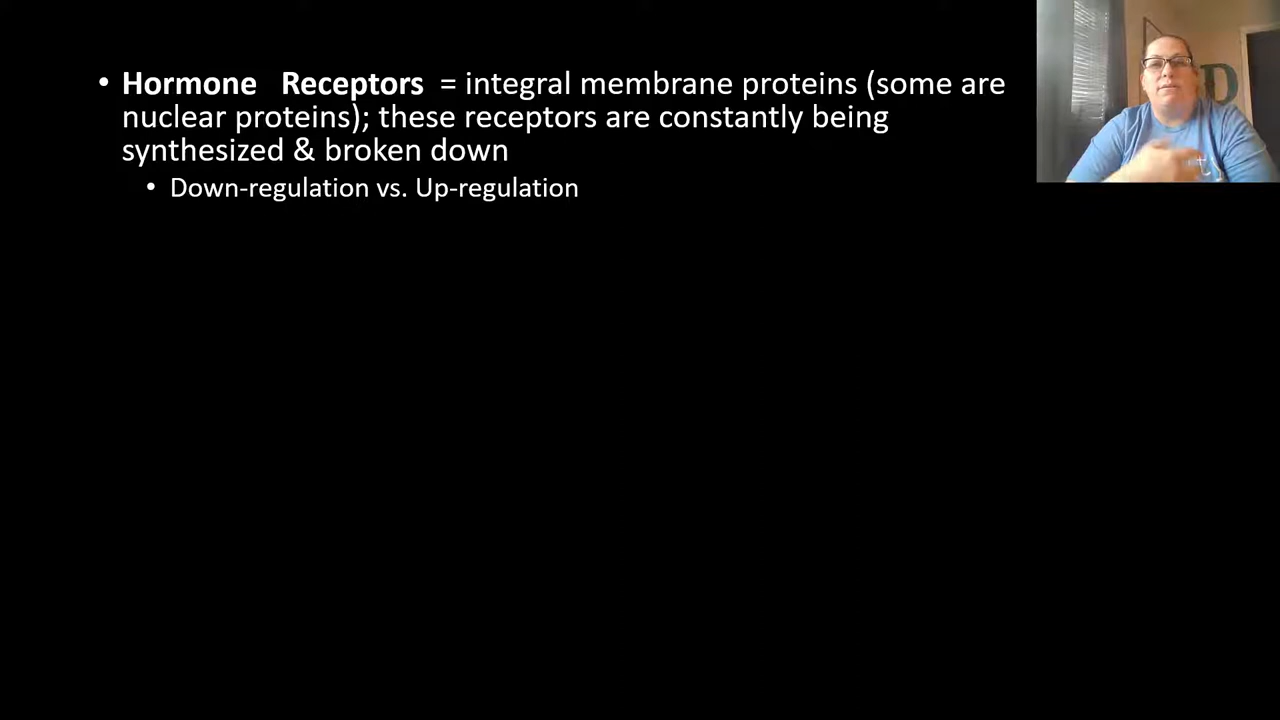 • Hormone Receptors = integral membrane proteins (some are
nuclear proteins); these receptors are constantly being
synthesized & broken down
• Down-regulation vs. Up-regulation
D